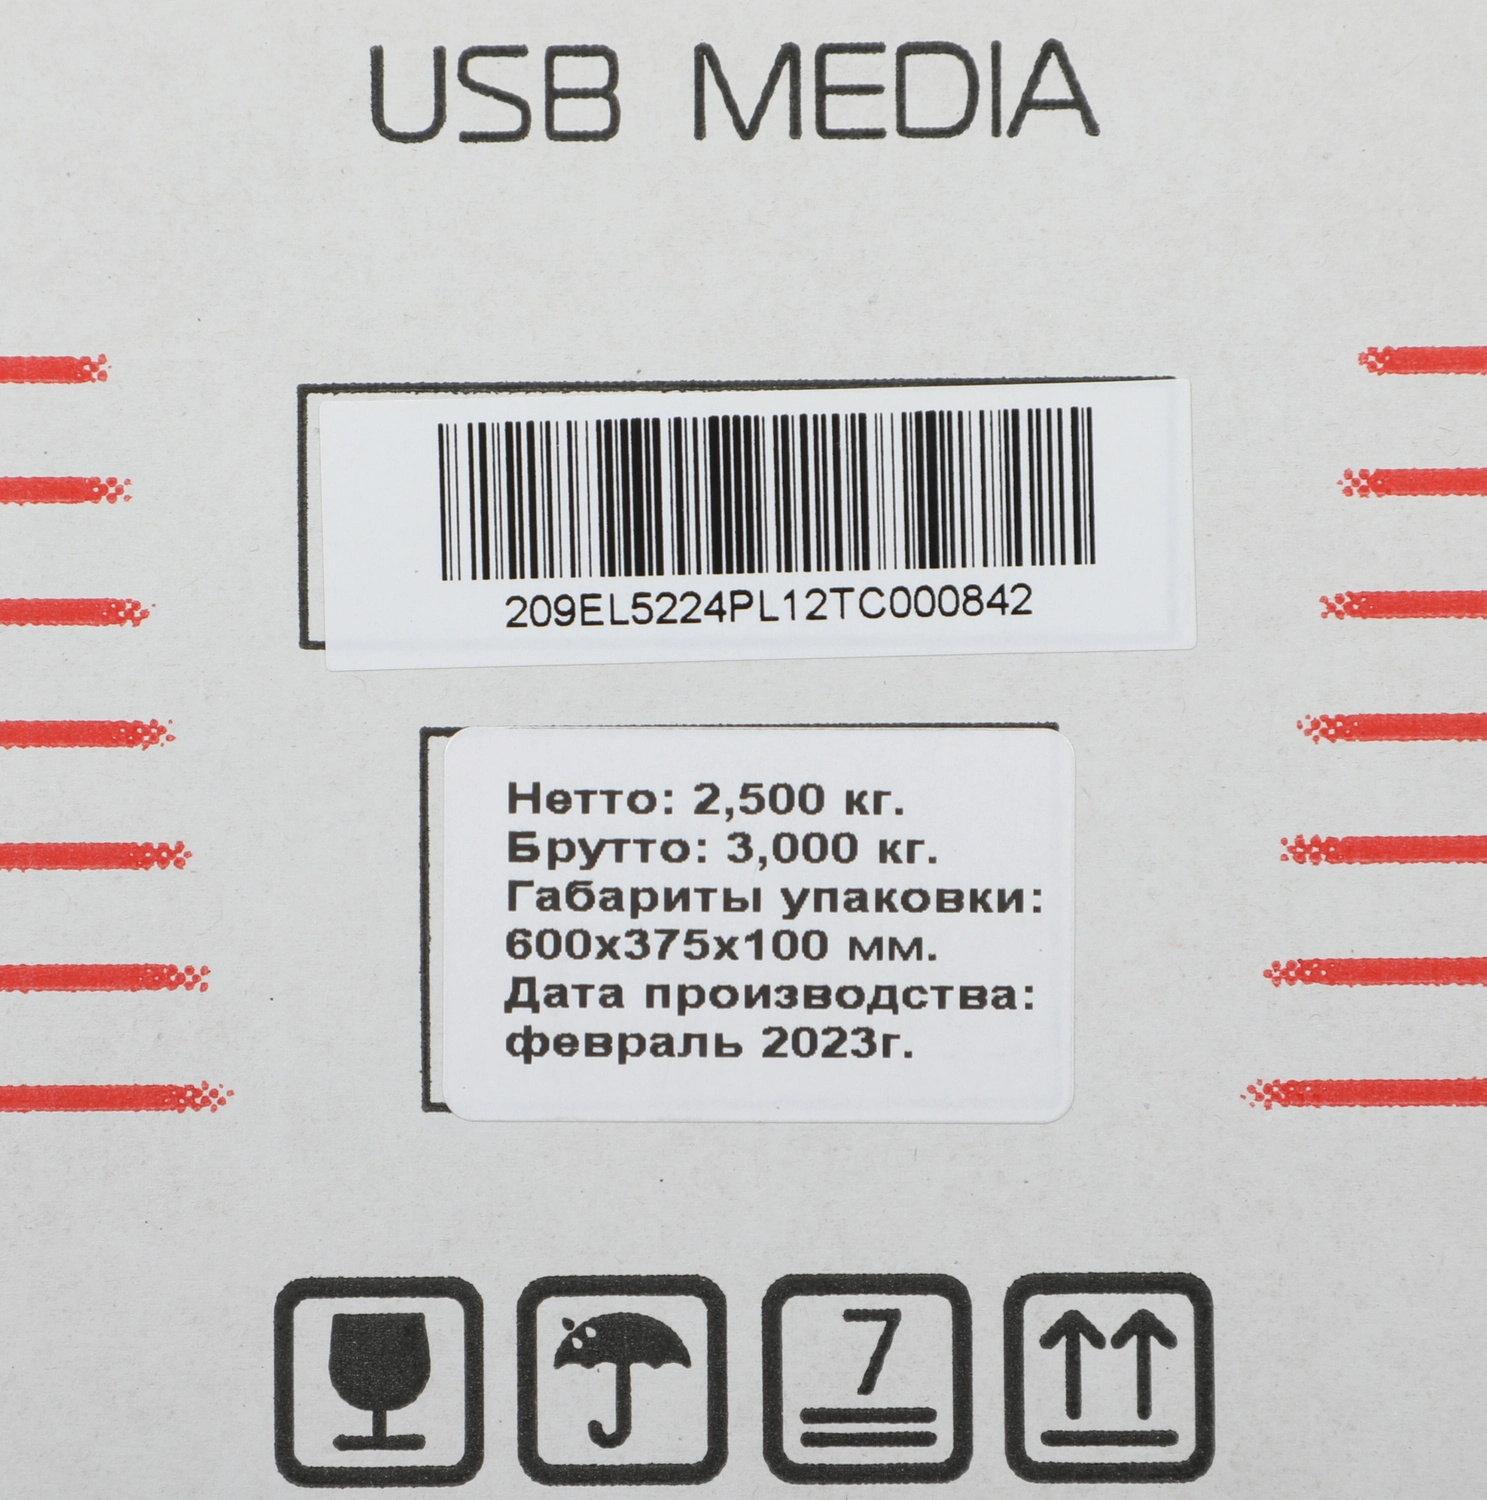 USB MEDIA
209EL5224PL12TC000842
Нетто: 2,500 кг.
Брутто: 3,000 кг.
Габариты упаковки:
600x375x100 мм.
Дата производства:
февраль 2023г.
7